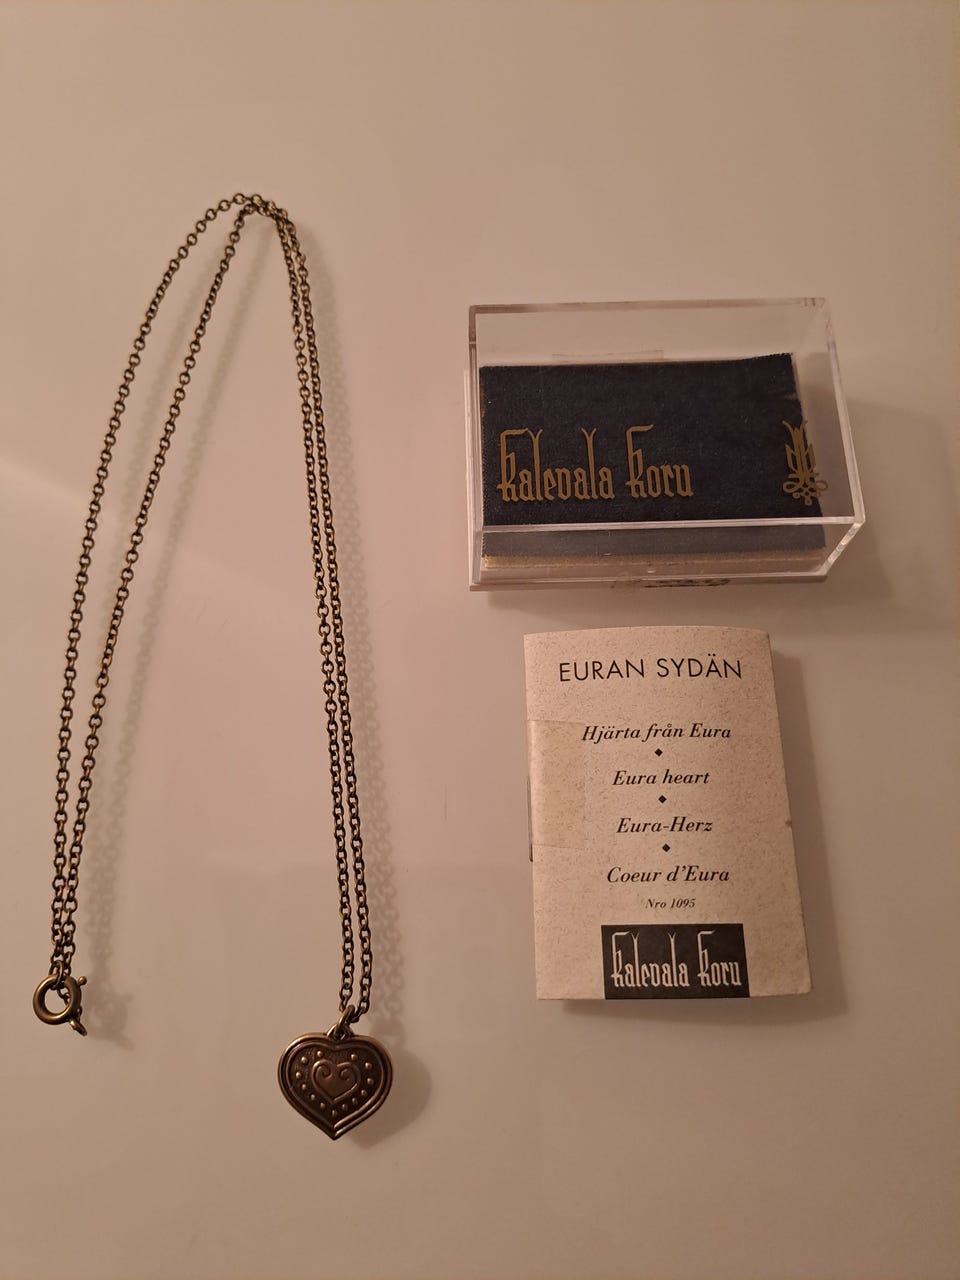 Kalevala Koru
EURAN SYDÄN
Hjärta från Eura
Eura heart
Eura-Herz
Coeur d'Eura
Nro 1095
Kalevala Koru